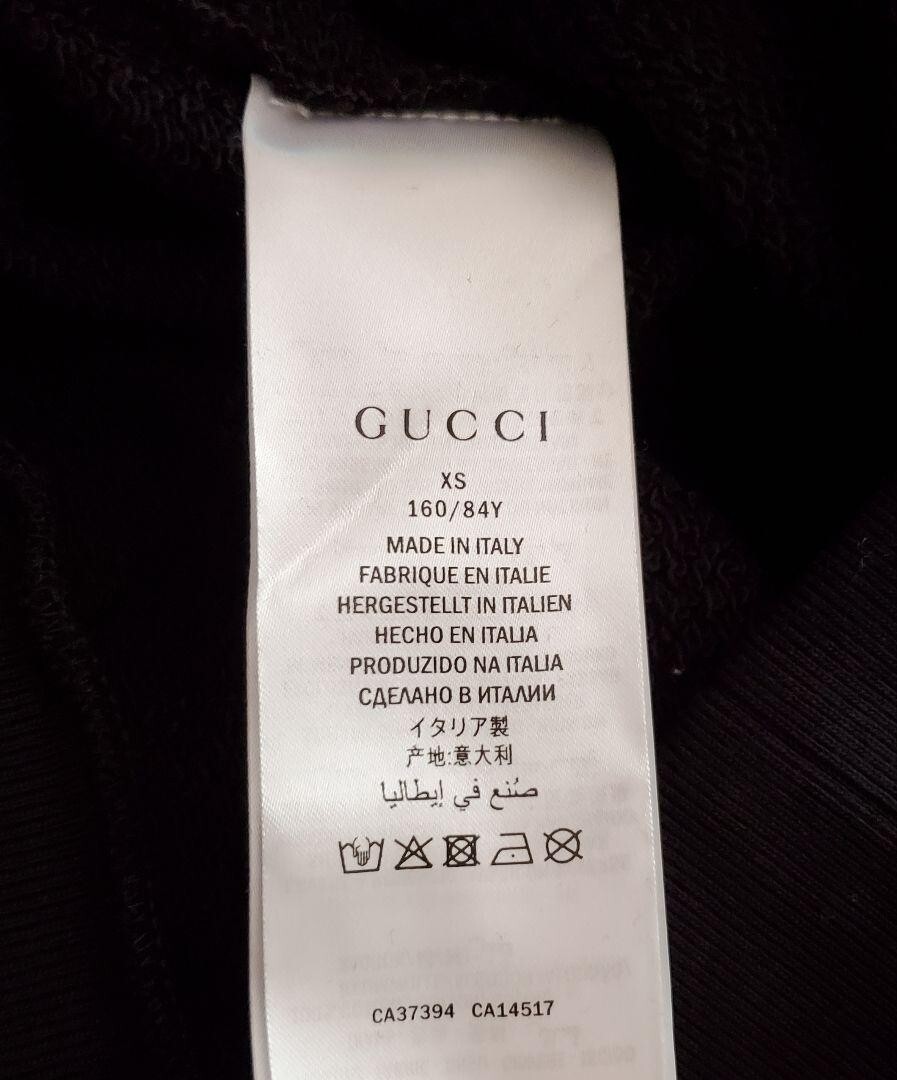 GUCCI
XS
160/84Y
MADE IN ITALY
FABRIQUE EN ITALIE
HERGESTELLT IN ITALIEN
HECHO EN ITALIA
PRODUZIDO NA ITALIA
СДЕЛАНО В ИТАЛИИ
イタリア製
产地:意大利
صُنع في إيطاليا
CA37394 CA14517